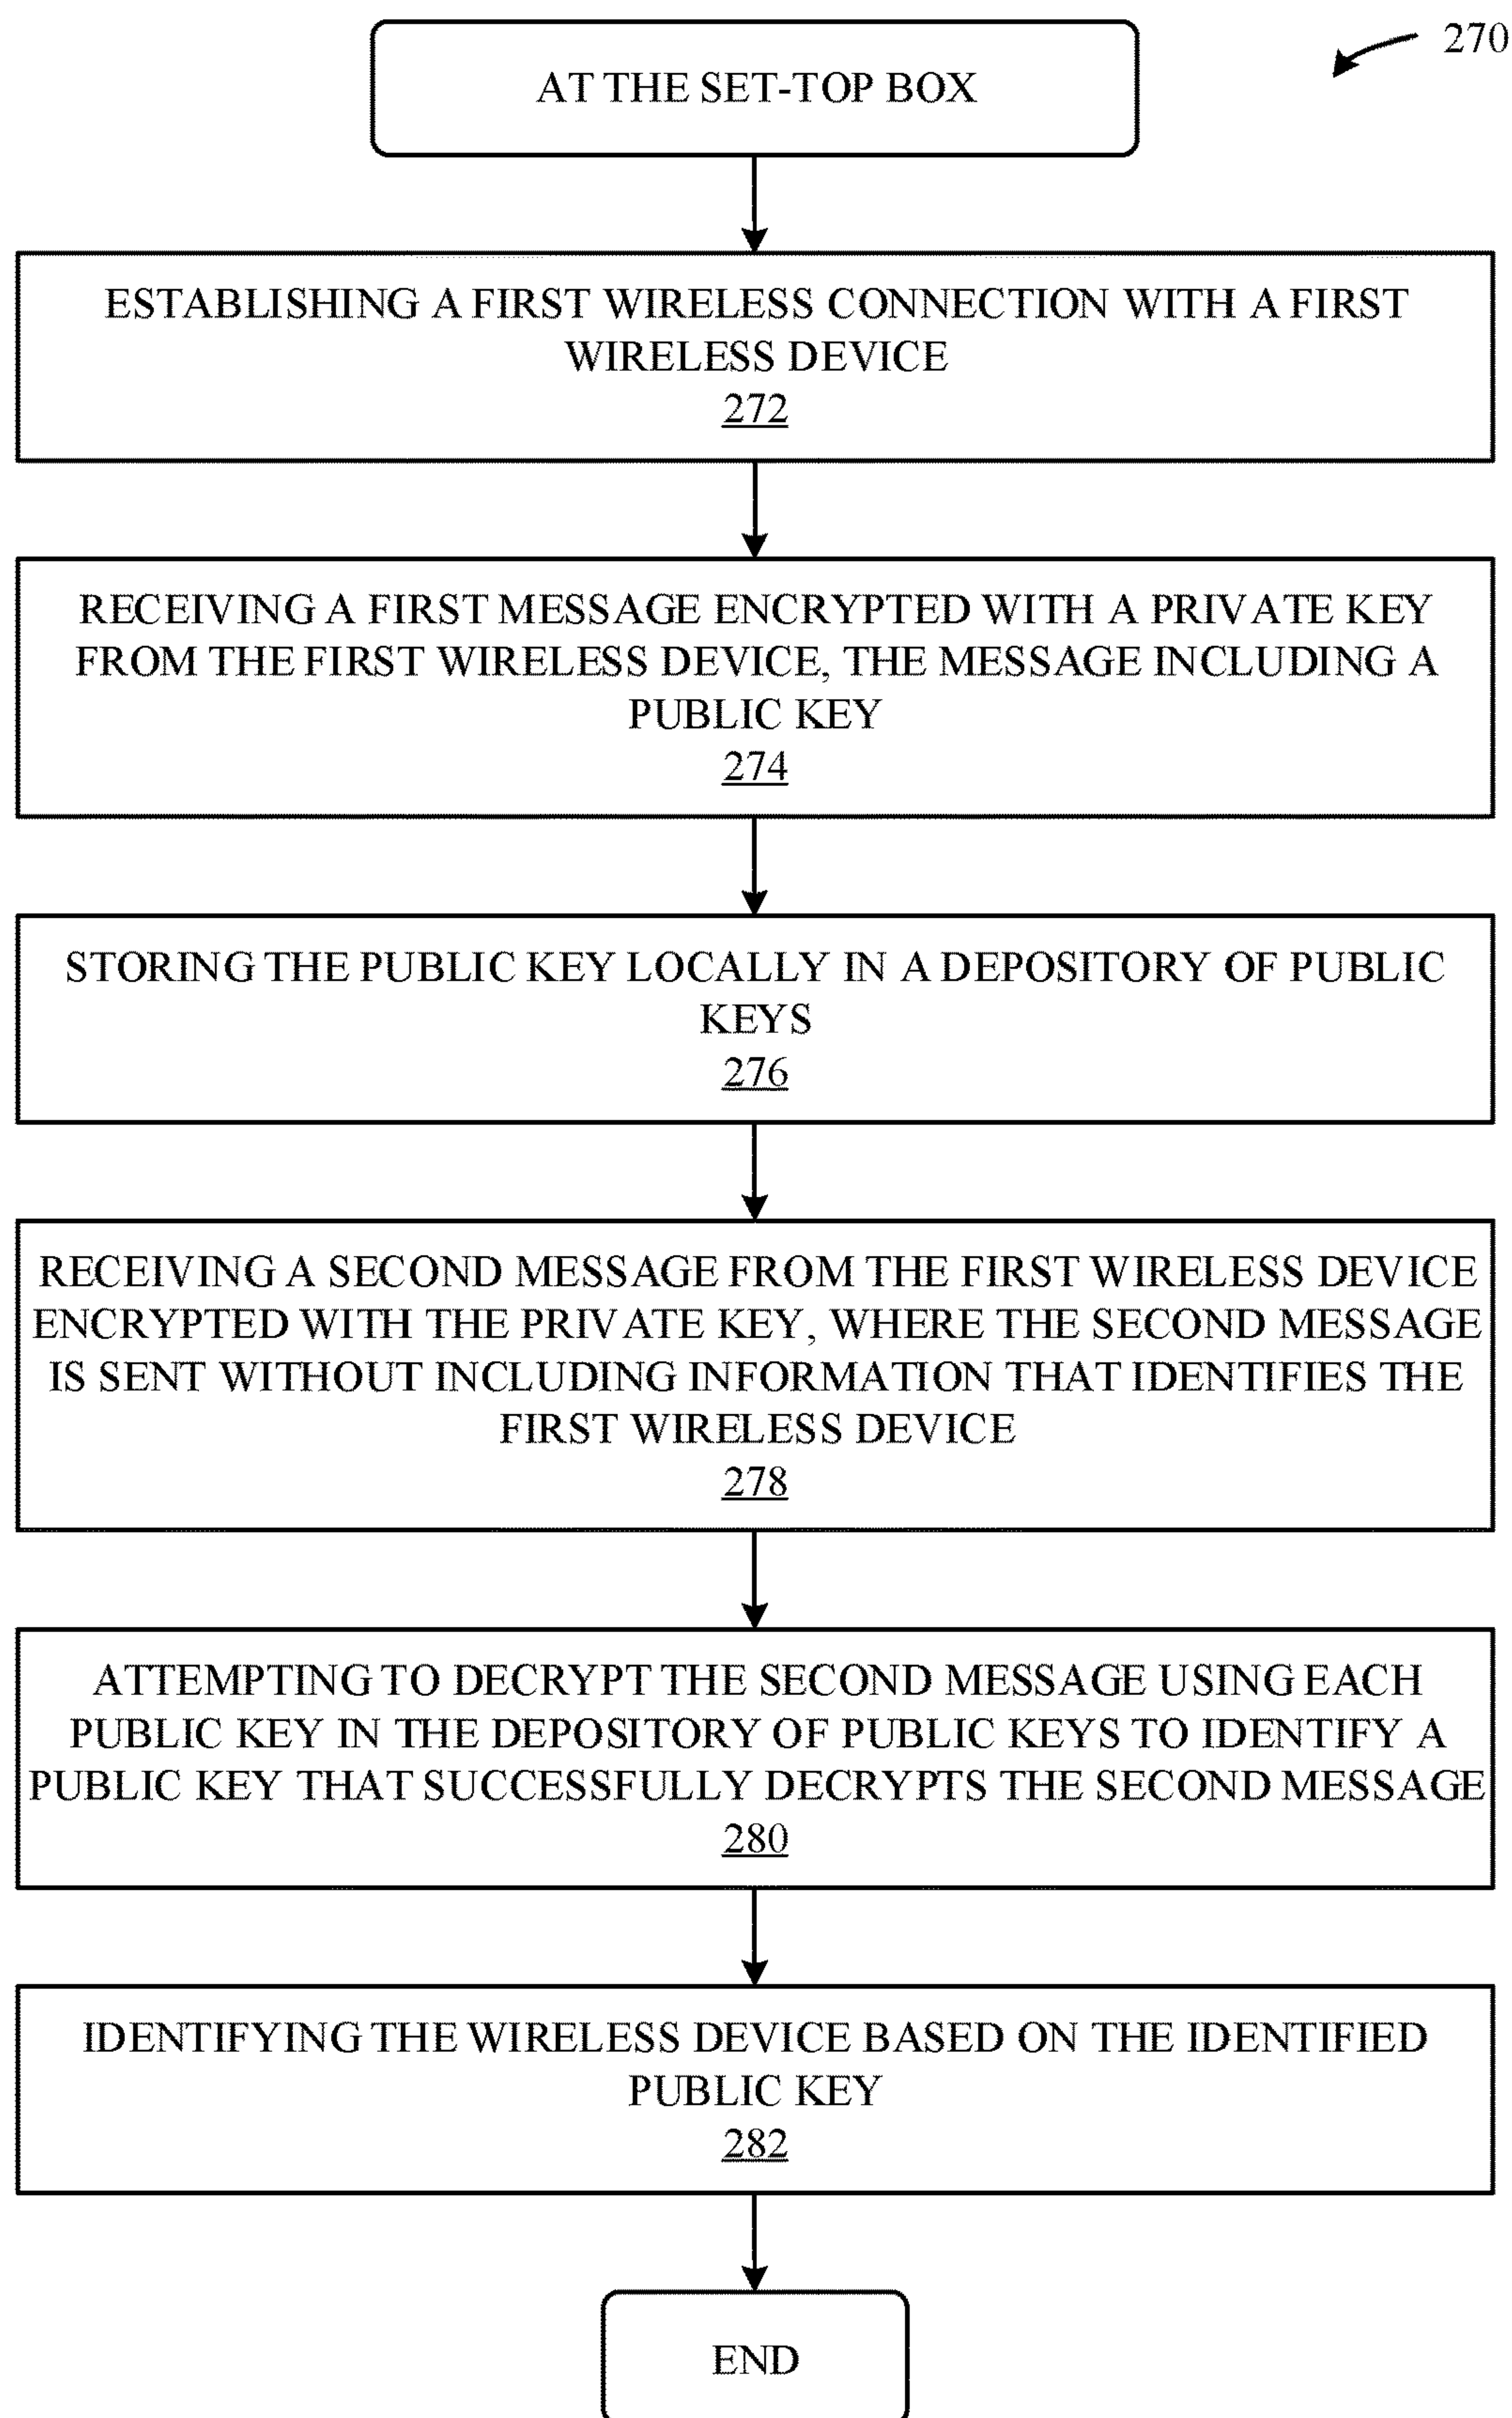 270
AT THE SET-TOP BOX
ESTABLISHING A FIRST WIRELESS CONNECTION WITH A FIRST
WIRELESS DEVICE
272
RECEIVING A FIRST MESSAGE ENCRYPTED WITH A PRIVATE KEY
FROM THE FIRST WIRELESS DEVICE, THE MESSAGE INCLUDING A
PUBLIC KEY
274
STORING THE PUBLIC KEY LOCALLY IN A DEPOSITORY OF PUBLIC
KEYS
276
RECEIVING A SECOND MESSAGE FROM THE FIRST WIRELESS DEVICE
ENCRYPTED WITH THE PRIVATE KEY, WHERE THE SECOND MESSAGE
IS SENT WITHOUT INCLUDING INFORMATION THAT IDENTIFIES THE
FIRST WIRELESS DEVICE
278
ATTEMPTING TO DECRYPT THE SECOND MESSAGE USING EACH
PUBLIC KEY IN THE DEPOSITORY OF PUBLIC KEYS TO IDENTIFY A
PUBLIC KEY THAT SUCCESSFULLY DECRYPTS THE SECOND MESSAGE
280
IDENTIFYING THE WIRELESS DEVICE BASED ON THE IDENTIFIED
PUBLIC KEY
282
END